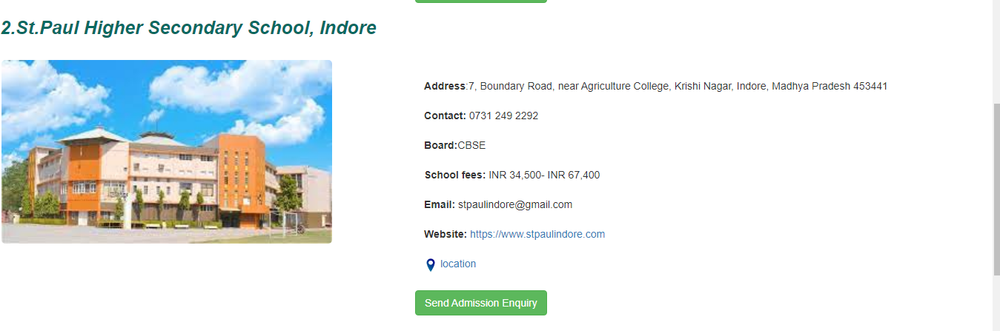 2.St.Paul Higher Secondary School, Indore
Address:7, Boundary Road, near Agriculture College, Krishi Nagar, Indore, Madhya Pradesh 453441
Contact: 0731 249 2292
Board:CBSE
School fees: INR 34,500- INR 67,400
Email: stpaulindore@gmail.com
Website: https://www.stpaulindore.com
location
Send Admission Enquiry